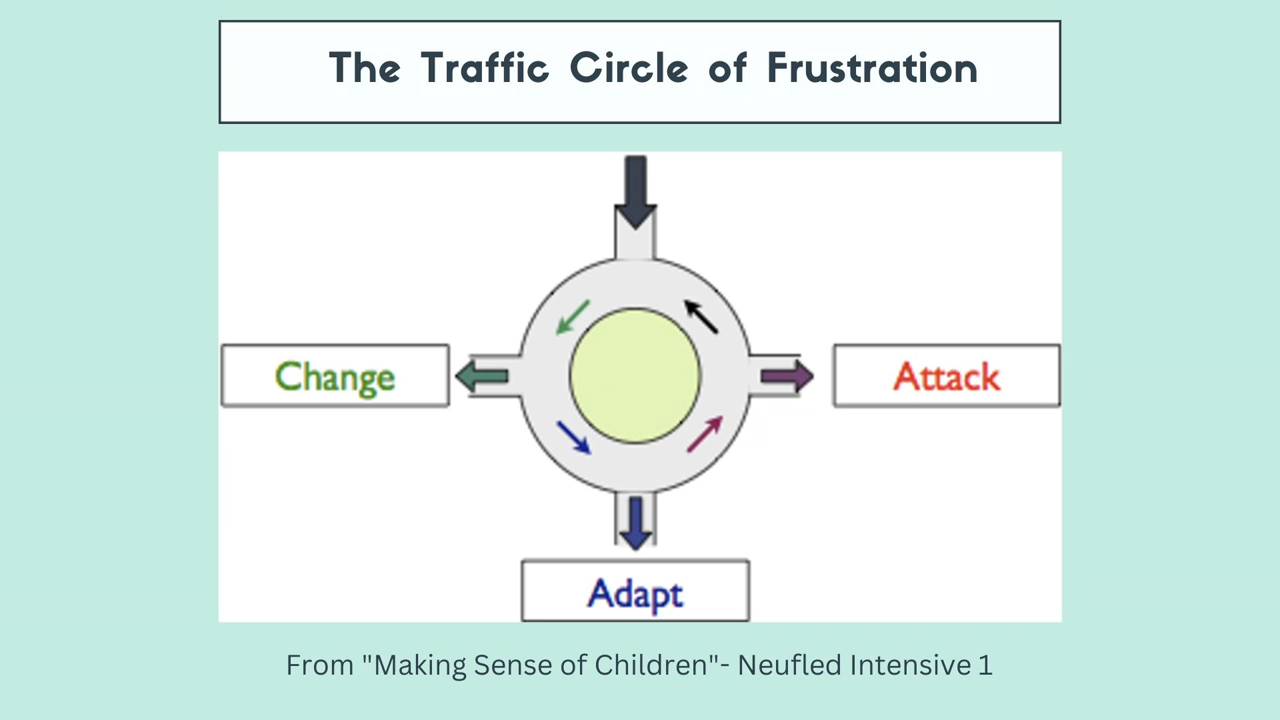 The Traffic Circle of Frustration
Change
Attack
Adapt
From "Making Sense of Children"- Neufled Intensive 1